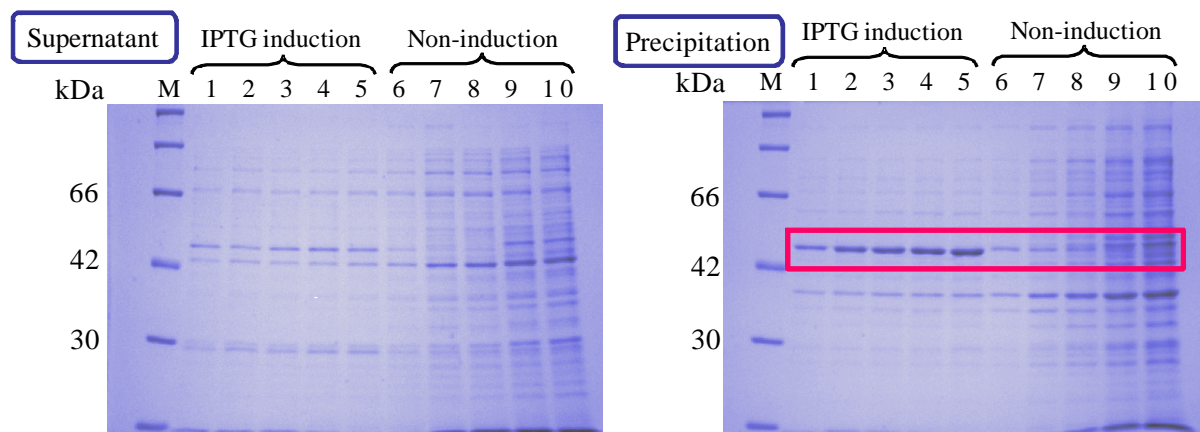 Supernatant
IPTG induction
Non-induction
kDa M 1 2 3 4 5 6 7 8 9 10
66
42
30
Precipitation
IPTG induction
Non-induction
kDa M 1 2 3 4 5 6 7 8 9 10
66
42
30